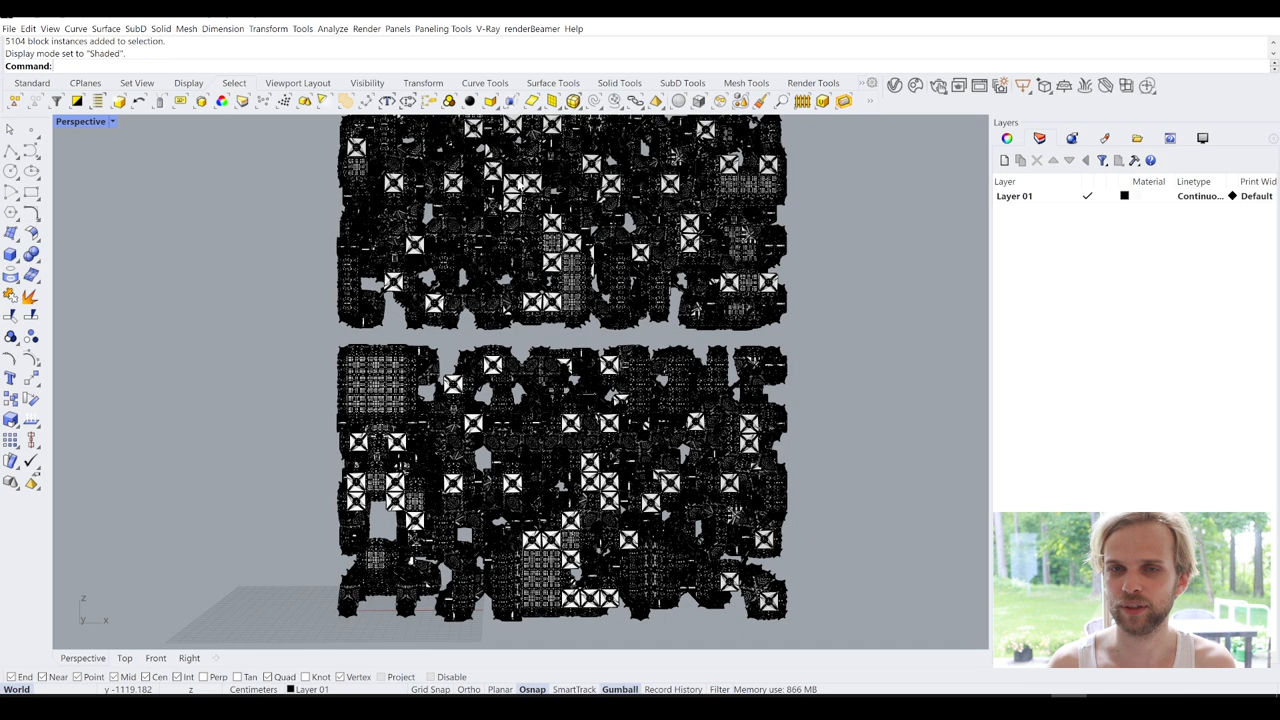 File Edit View Curve Surface SubD Solid Mesh Dimension Transform Tools Analyze Render Panels Paneling Tools V-Ray renderBeamer Help
5104 block instances added to selection.
Display mode set to "Shaded".
Command:
Standard CPlanes Set View Display Select Viewport Layout Visibility Transform Curve Tools Surface Tools Solid Tools SubD Tools Mesh Tools Render Tools
Perspective
Layers
Layer Material Linetype Print Wid
Layer 01 Continuo... Default
z
y x
Perspective Top Front Right
End Near Point Mid Cen Int Perp Tan Quad Knot Vertex Project Disable
World y -1119.182 z Centimeters Layer 01 Grid Snap Ortho Planar Osnap SmartTrack Gumball Record History Filter Memory use: 866 MB